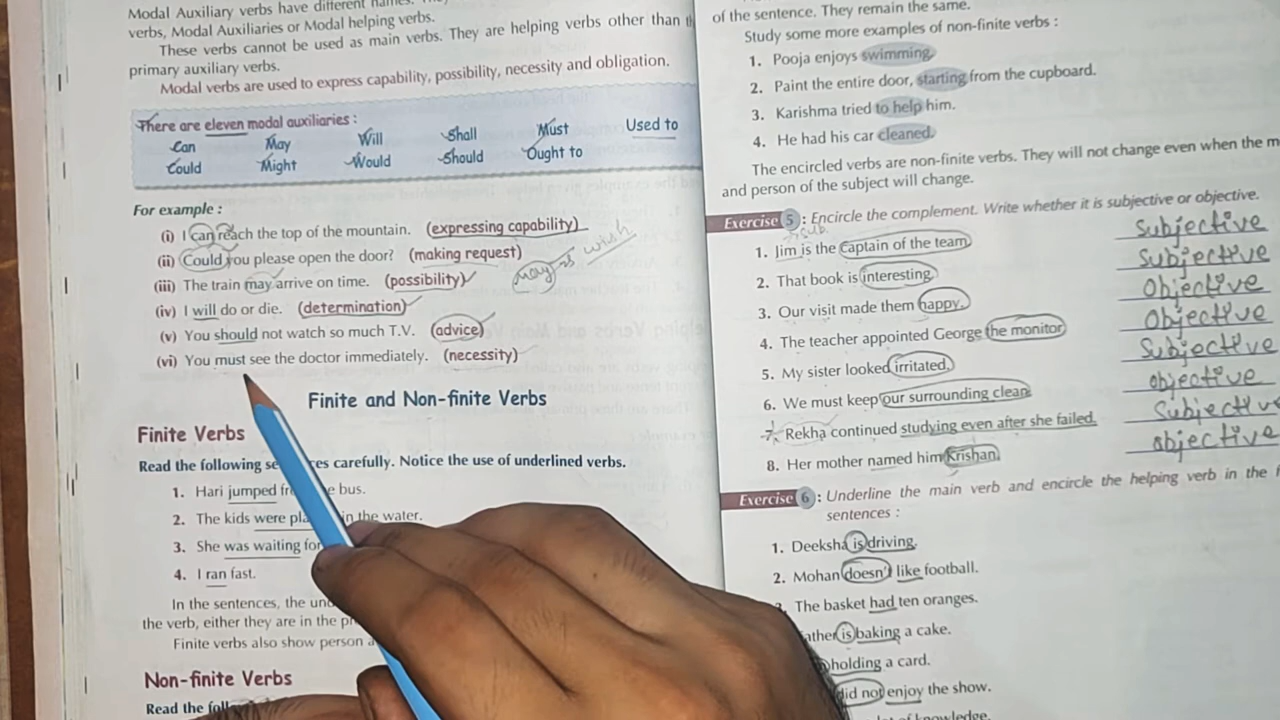 Modal Auxiliary verbs have different names.
verbs, Modal Auxiliaries or Modal helping verbs.
These verbs cannot be used as main verbs. They are helping verbs other than
primary auxiliary verbs.
Modal verbs are used to express capability, possibility, necessity and obligation.
There are eleven modal auxiliaries :
Can May Will Shall Must Used to
Could Might Would Should Ought to
For example :
(i) I can reach the top of the mountain. (expressing capability)
(ii) Could you please open the door? (making request)
may is wish
(iii) The train may arrive on time. (possibility)
(iv) I will do or die. (determination)
(v) You should not watch so much T.V. (advice)
(vi) You must see the doctor immediately. (necessity)
Finite and Non-finite Verbs
Finite Verbs
Read the following carefully. Notice the use of underlined verbs.
1. Hari jumped bus.
2. The kids were in the water.
3. She was waiting for
4. I ran fast.
In the sentences, the
the verb, either they are in the
Finite verbs also show person
Non-finite Verbs
Read the
of the sentence. They remain the same.
Study some more examples of non-finite verbs :
1. Pooja enjoys swimming.
2. Paint the entire door, starting from the cupboard.
3. Karishma tried to help him.
4. He had his car cleaned.
The encircled verbs are non-finite verbs. They will not change even when the
and person of the subject will change.
Exercise 5 : Encircle the complement. Write whether it is subjective or objective.
sub.
1. Jim is the captain of the team. Subjective
2. That book is interesting. Subjective
3. Our visit made them happy. Objective
4. The teacher appointed George the monitor. Objective
5. My sister looked irritated. Subjective
6. We must keep our surrounding clean. objective
7. Rekha continued studying even after she failed. Subjective
8. Her mother named him Krishan. objective
Exercise 6 : Underline the main verb and encircle the helping verb in the
sentences :
1. Deeksha is driving.
2. Mohan doesn't like football.
The basket had ten oranges.
is baking a cake.
holding a card.
did not enjoy the show.
of knowledge.